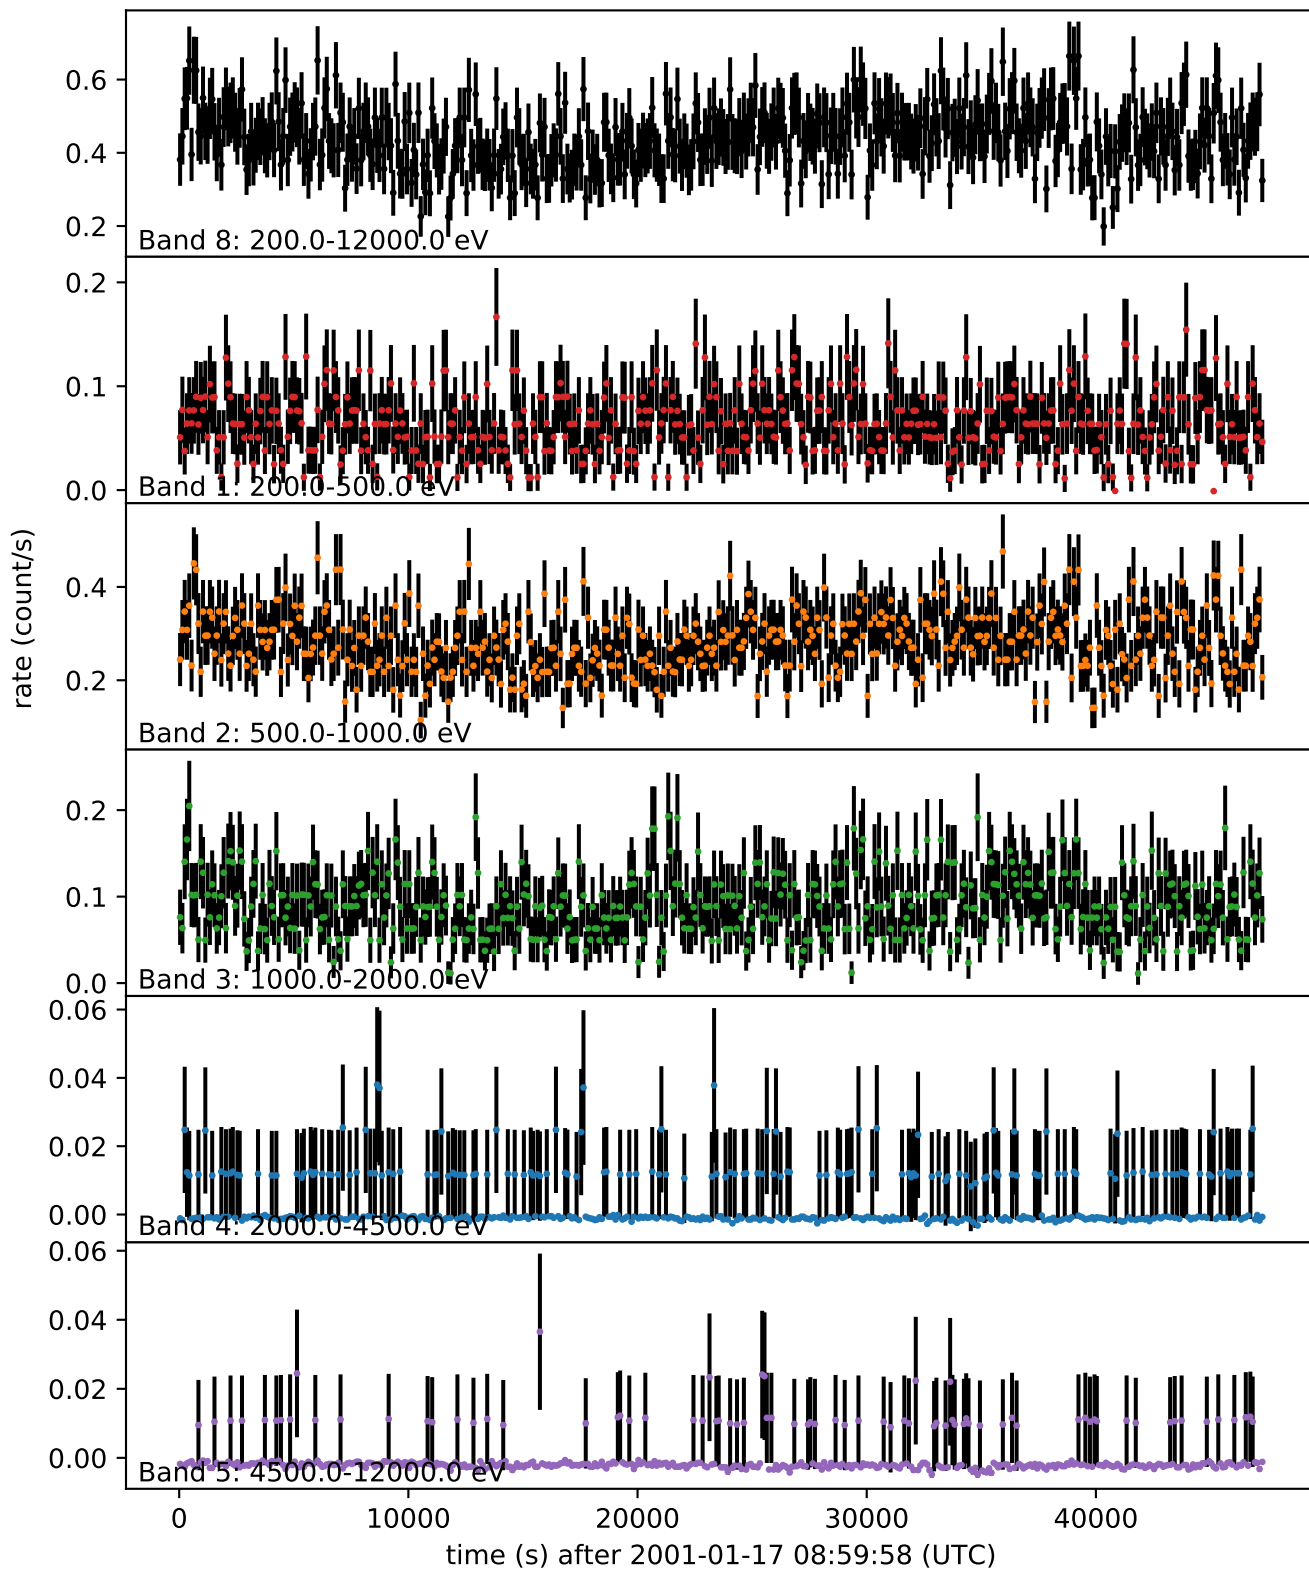 0.6
0.4
0.2
Band 8: 200.0-12000.0 eV
0.2
0.1
0.0
Band 1: 200.0-500.0 eV
rate (count/s)
0.4
0.2
Band 2: 500.0-1000.0 eV
0.2
0.1
0.0
Band 3: 1000.0-2000.0 eV
0.06
0.04
0.02
0.00
Band 4: 2000.0-4500.0 eV
0.06
0.04
0.02
0.00
Band 5: 4500.0-12000.0 eV
0 10000 20000 30000 40000
time (s) after 2001-01-17 08:59:58 (UTC)